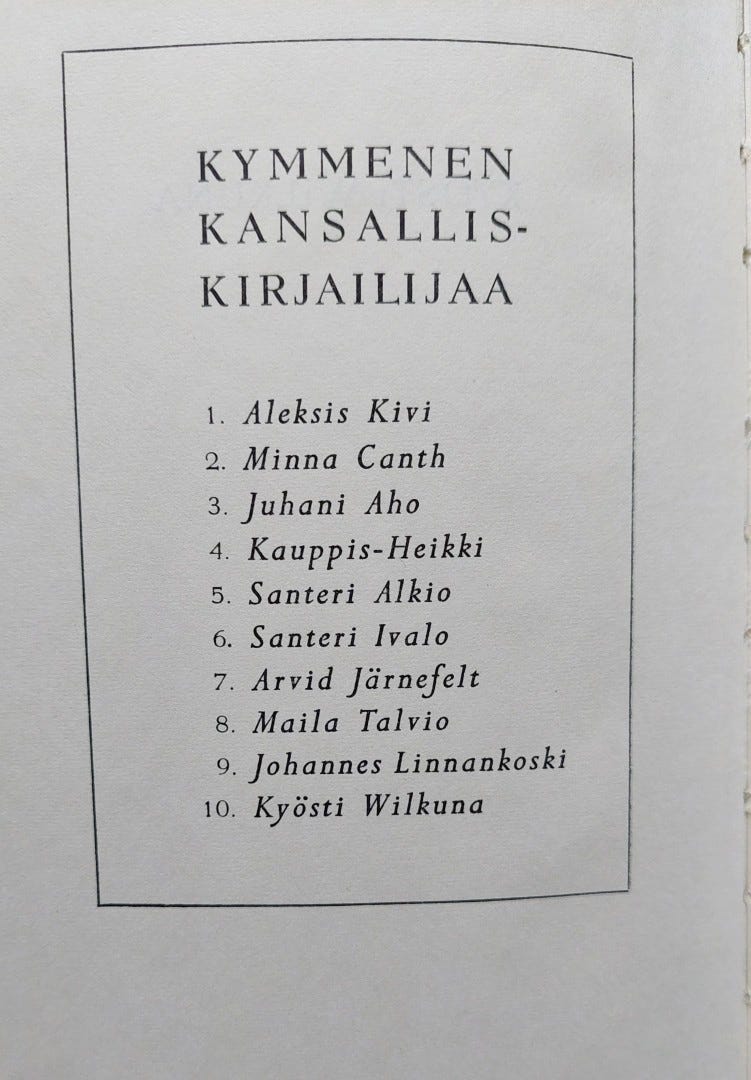 KYMMENEN
KANSALLIS-
KIRJAILIJAA
1. Aleksis Kivi
2. Minna Canth
3. Juhani Aho
4. Kauppis-Heikki
5. Santeri Alkio
6. Santeri Ivalo
7. Arvid Järnefelt
8. Maila Talvio
9. Johannes Linnankoski
10. Kyösti Wilkuna